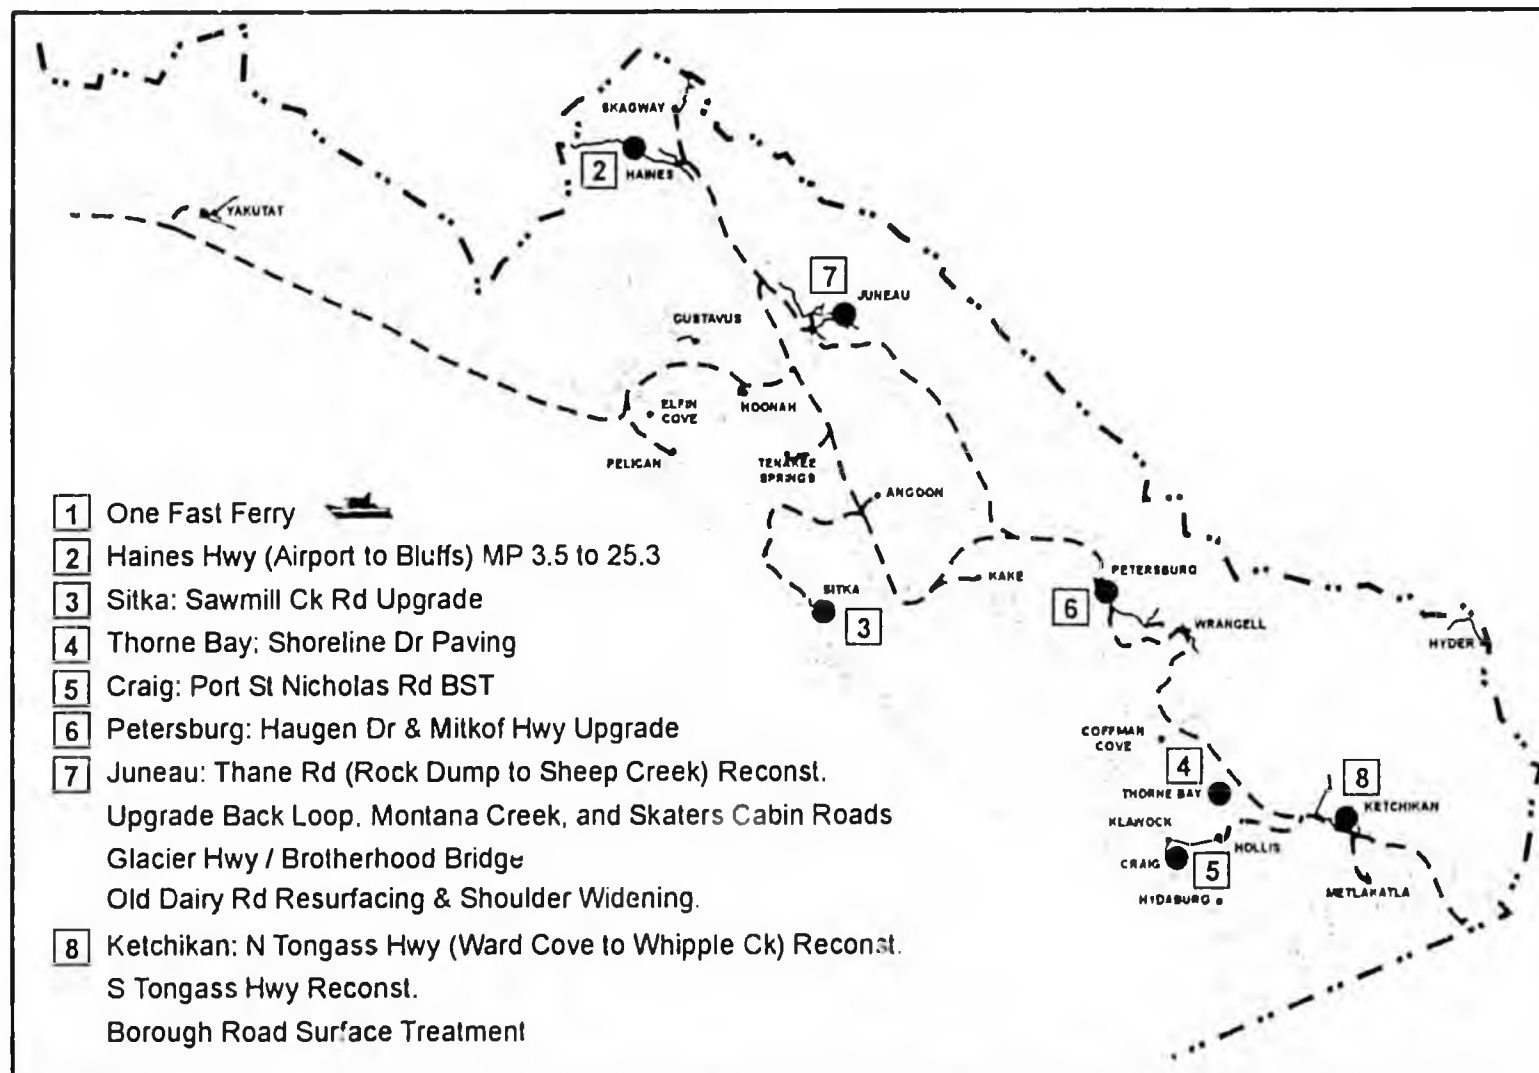 SKAGWAY
2
HAINES
YAKUTAT
7
JUNEAU
GUSTAVUS
ELFIN
COVE
HOONAH
PELICAN
TENAKEE
SPRINGS
ANGOON
1 One Fast Ferry
2 Haines Hwy (Airport to Bluffs) MP 3.5 to 25.3
3 Sitka: Sawmill Ck Rd Upgrade
4 Thorne Bay: Shoreline Dr Paving
5 Craig: Port St Nicholas Rd BST
6 Petersburg: Haugen Dr & Mitkof Hwy Upgrade
7 Juneau: Thane Rd (Rock Dump to Sheep Creek) Reconst.
Upgrade Back Loop, Montana Creek, and Skaters Cabin Roads
Glacier Hwy / Brotherhood Bridge
Old Dairy Rd Resurfacing & Shoulder Widening.
8 Ketchikan: N Tongass Hwy (Ward Cove to Whipple Ck) Reconst.
S Tongass Hwy Reconst.
Borough Road Surface Treatment
SITKA
3
KAKE
PETERSBURG
6
WRANGELL
HYDER
COFFMAN
COVE
4
THORNE BAY
8
KETCHIKAN
KLAWOCK
HOLLIS
CRAIG
5
HYDABURG
METLAKATLA